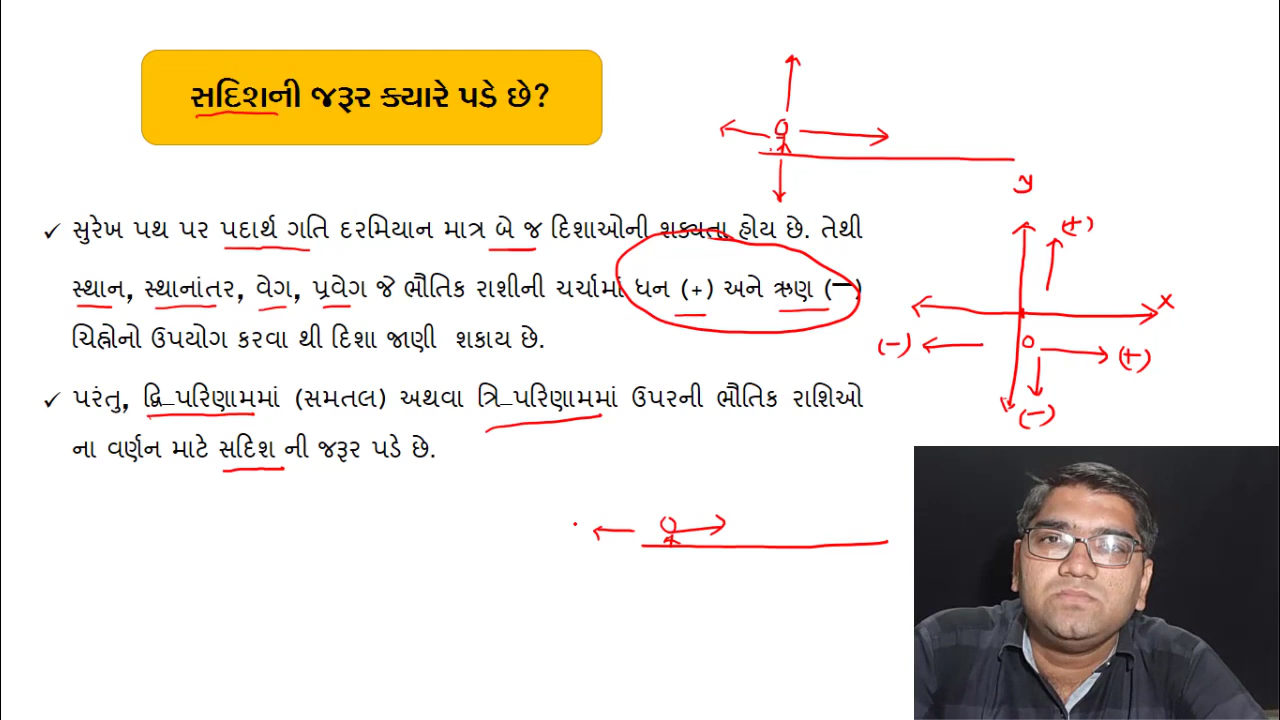 સદિશની જરૂર ક્યારે પડે છે?
સુરેખ પથ પર પદાર્થ ગતિ દરમિયાન માત્ર બે જ દિશાઓની શક્યતા હોય છે. તેથી
સ્થાન, સ્થાનાંતર, વેગ, પ્રવેગ જે ભૌતિક રાશીની ચર્ચામાં ધન (+) અને ઋણ (−)
ચિહ્નોનો ઉપયોગ કરવા થી દિશા જાણી શકાય છે.
પરંતુ, દ્વિ–પરિણામમાં (સમતલ) અથવા ત્રિ–પરિણામમાં ઉપરની ભૌતિક રાશિઓ
ના વર્ણન માટે સદિશ ની જરૂર પડે છે.
y
(+)
x
(−)
(+)
(−)